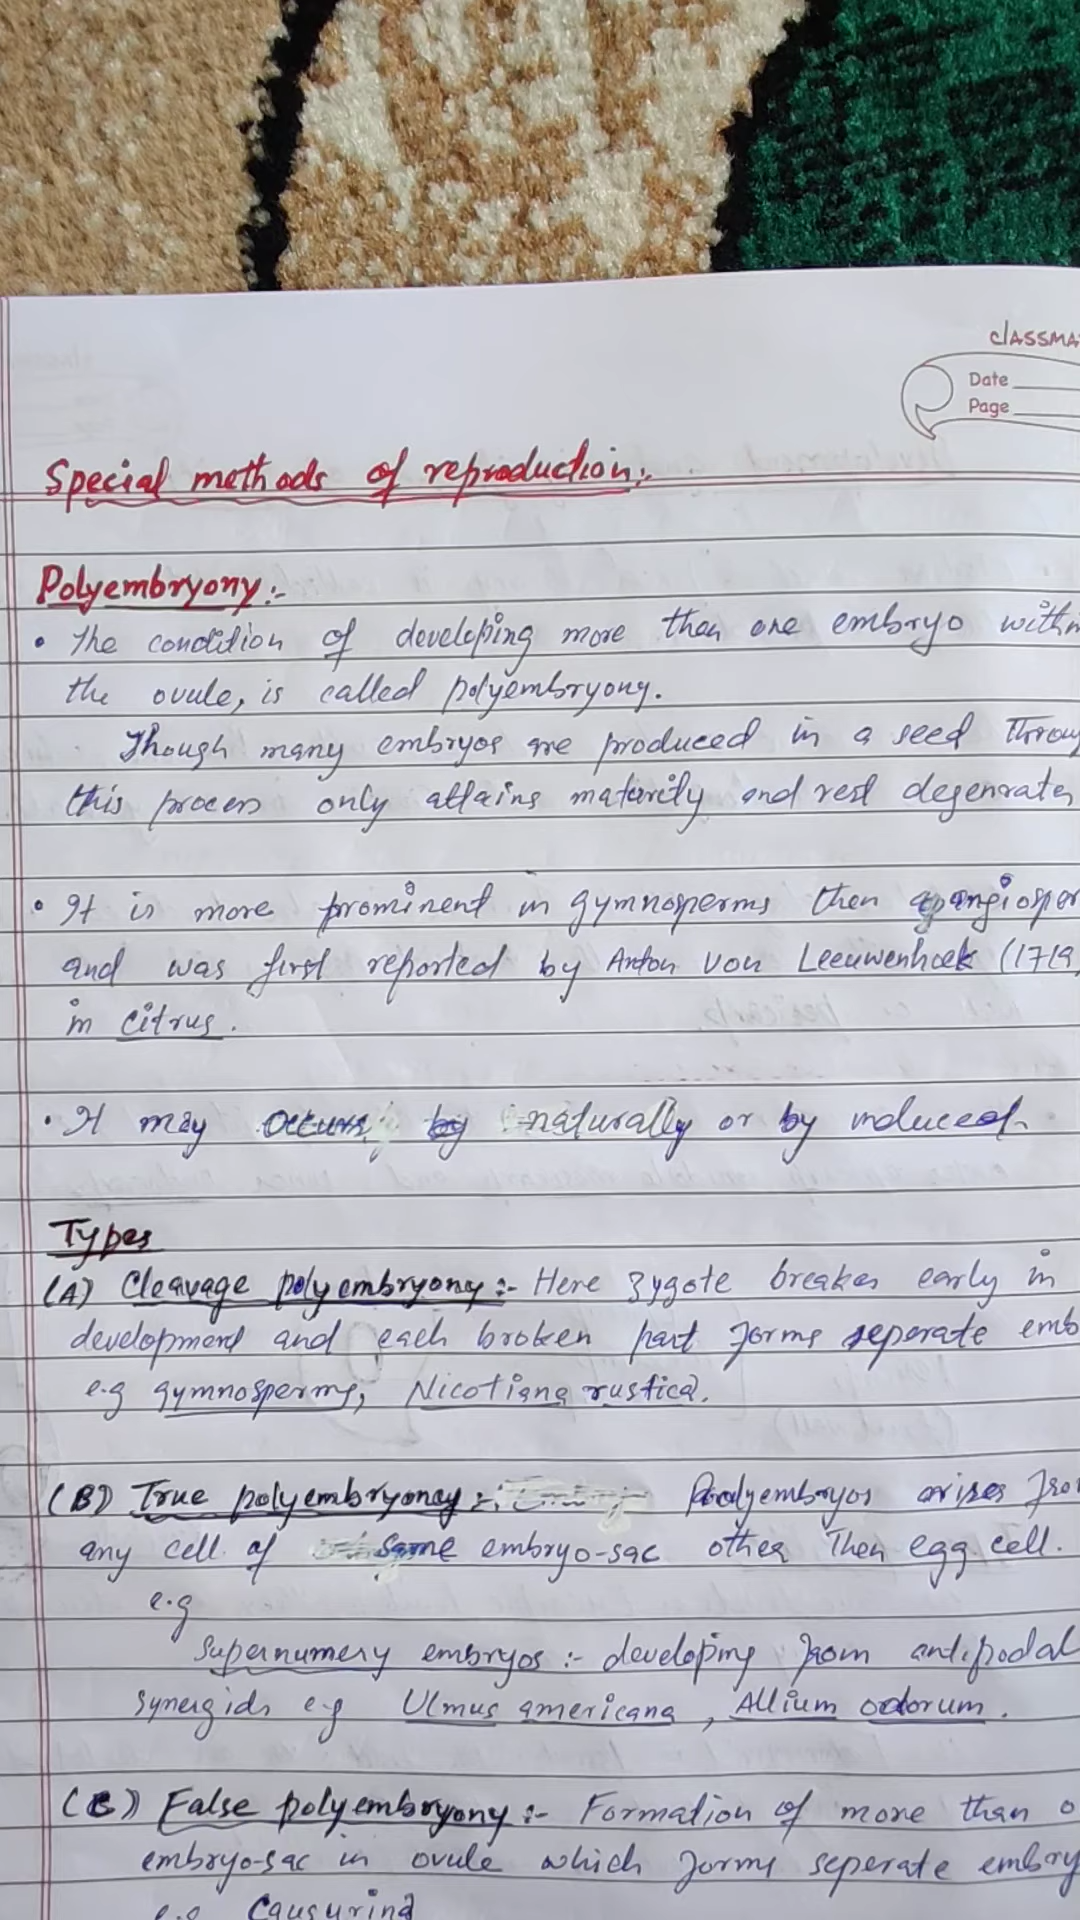 classma
Date
Page
Special methods of reproduction:-
Polyembryony:-
• The condition of developing more than one embryo within
the ovule, is called polyembryony.
Though many embryos are produced in a seed Throug
this process only attains maturity and rest degenrates
• It is more prominent in gymnosperms then angiosper
and was first reported by Anton von Leeuwenhoek (1719)
in citrus.
• It may occurs by naturally or by induced.
Types
(A) Cleavage polyembryony:- Here zygote breakes early in
development and each broken part forms seperate emb
e.g gymnosperms, Nicotiana rustica.
(B) True polyembryoney:- Poolyembryos arises fro
any cell of same embryo-sac other Then egg cell.
e.g
Supernumery embryos:- developing from antipodal
synergids e.g Ulmus americana, Allium odorum.
(C) False polyembryony:- Formation of more than o
embryo-sac in ovule which forms seperate embry
e.g Causurina